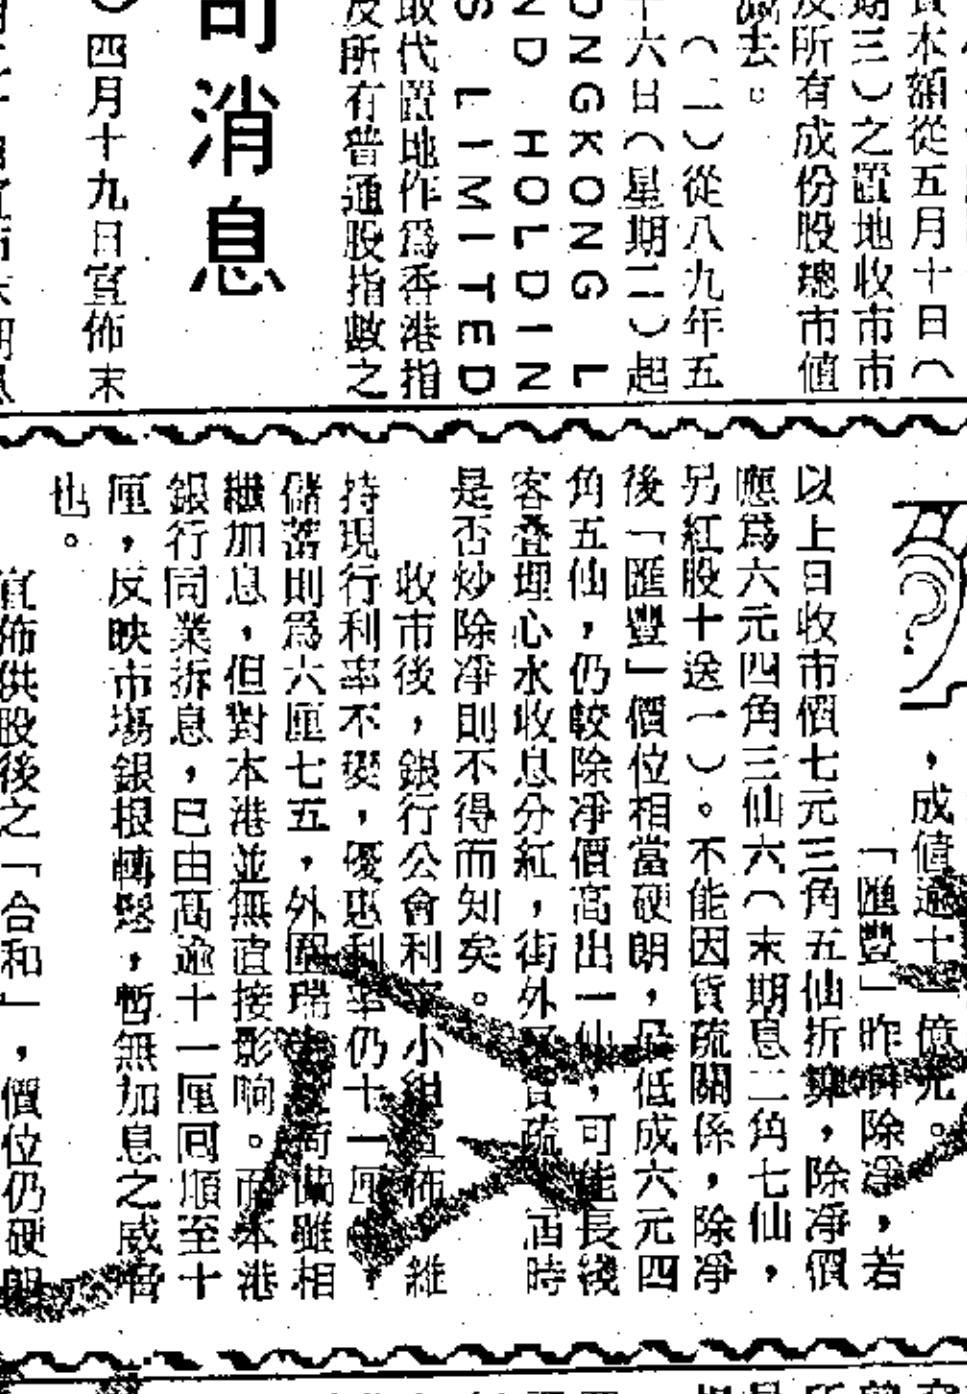 資本額從五月十日（
期三）之置地收市市
及所有成份股總市值
減去。
（二）從八九年五
十六日（星期二）起
ONGKONG L
ND HOLDIN
S LIMITED
取代置地作爲香港指
及所有普通股指數之
司消息
四月十九日宣佈末
，成值逾十一億元。
「匯豐」昨日除淨，若
以上日收市價七元三角五仙折算，除淨價
應爲六元四角三仙六（末期息二角七仙，
另紅股十送一）。不能因貨疏關係，除淨
後「匯豐」價位相當硬朗，最低成六元四
角五仙，仍較除淨價高出一仙，可能長綫
客叠埋心水收息分紅，街外貨疏
是否炒除淨則不得而知矣。
收市後，銀行公會利率小組宣佈維
持現行利率不變，優惠利率仍十一厘
儲蓄則爲六厘七五，外圍瑞雖相
繼加息，但對本港並無直接影响。而本港
銀行同業拆息，已由高逾十一厘回順至十
厘，反映市場銀根轉鬆，暫無加息之威脅
也。
宣佈供股後之「合和」，價位仍硬朗